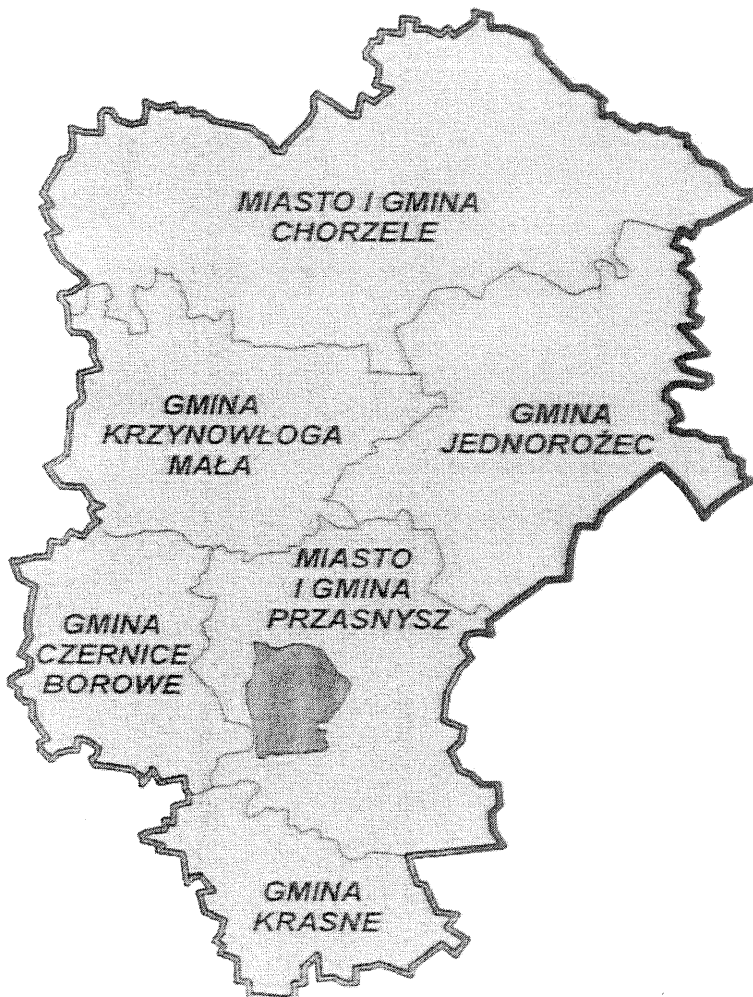 MIASTO I GMINA
CHORZELE
GMINA
KRZYNOWŁOGA
MAŁA
GMINA
JEDNOROŻEC
MIASTO
I GMINA
PRZASNYSZ
GMINA
CZERNICE
BOROWE
GMINA
KRASNE